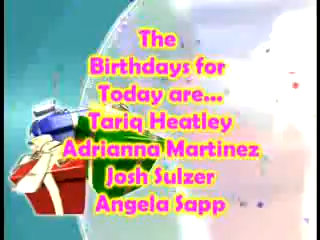 The
Birthdays for
Today are...
Tariq Heatley
Adrianna Martinez
Josh Sulzer
Angela Sapp